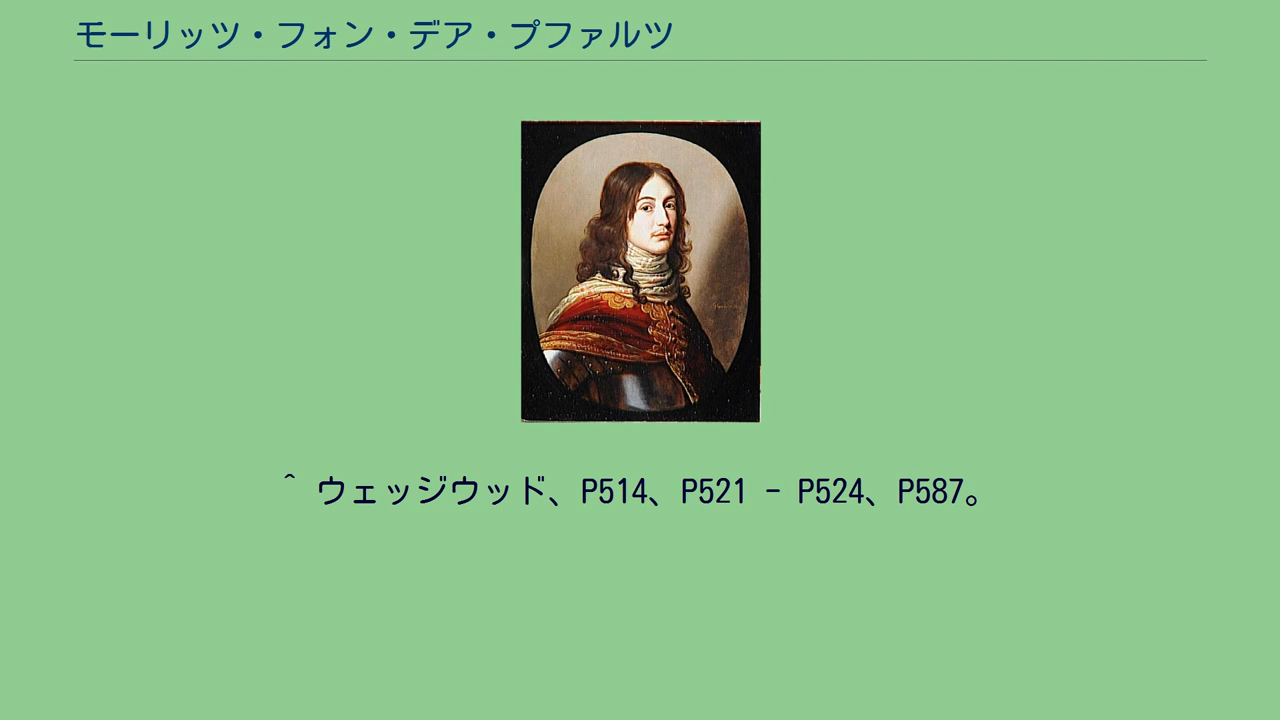 モーリッツ・フォン・デア・プファルツ
^ ウェッジウッド、P514、P521 - P524、P587。